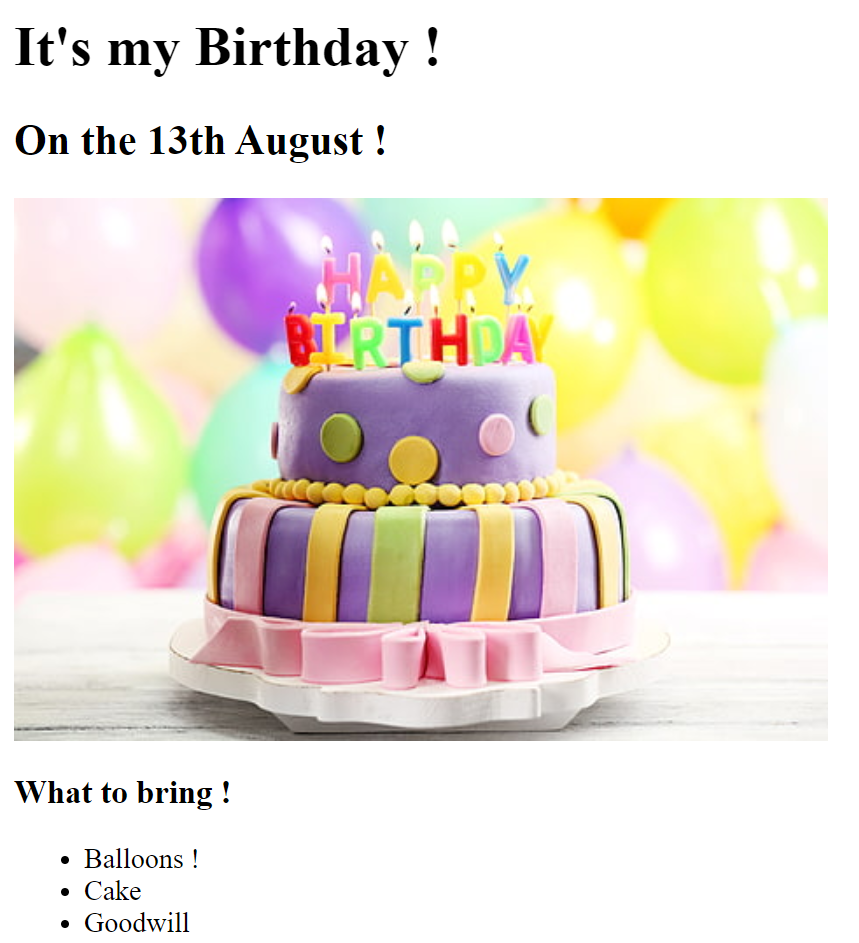 It's my Birthday !
On the 13th August !
HAPPY
BIRTHDAY
What to bring !
Balloons !
Cake
Goodwill